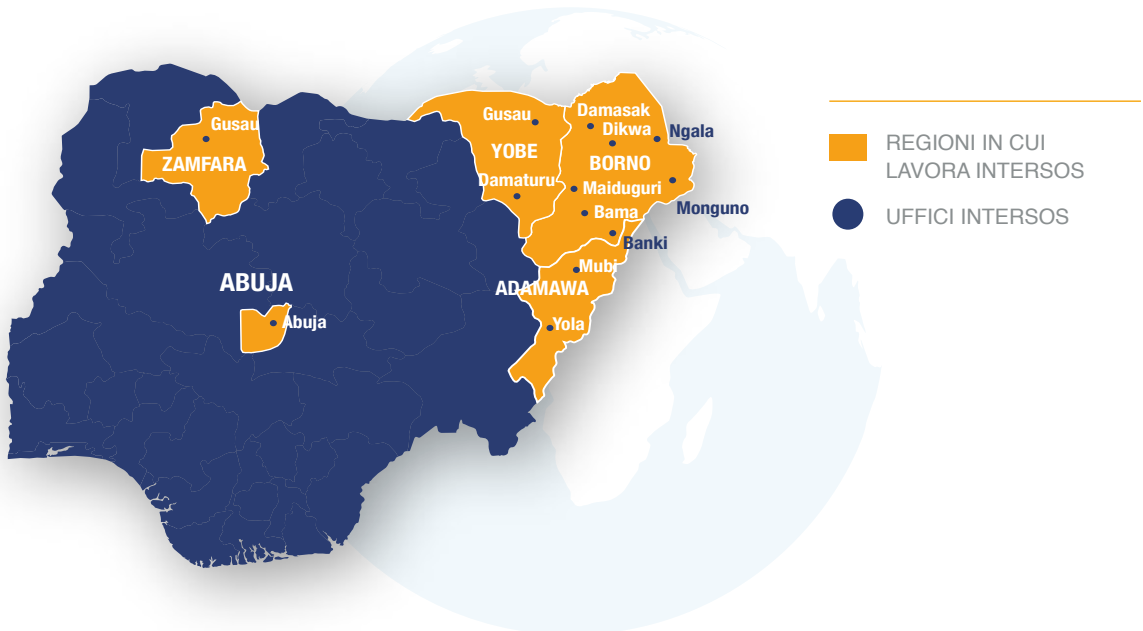 Gusau
ZAMFARA
Gusau
YOBE
Damaturu
Damasak
Dikwa
Ngala
BORNO
Maiduguri
Monguno
Bama
Banki
Mubi
ADAMAWA
Yola
ABUJA
Abuja
REGIONI IN CUI
LAVORA INTERSOS
UFFICI INTERSOS